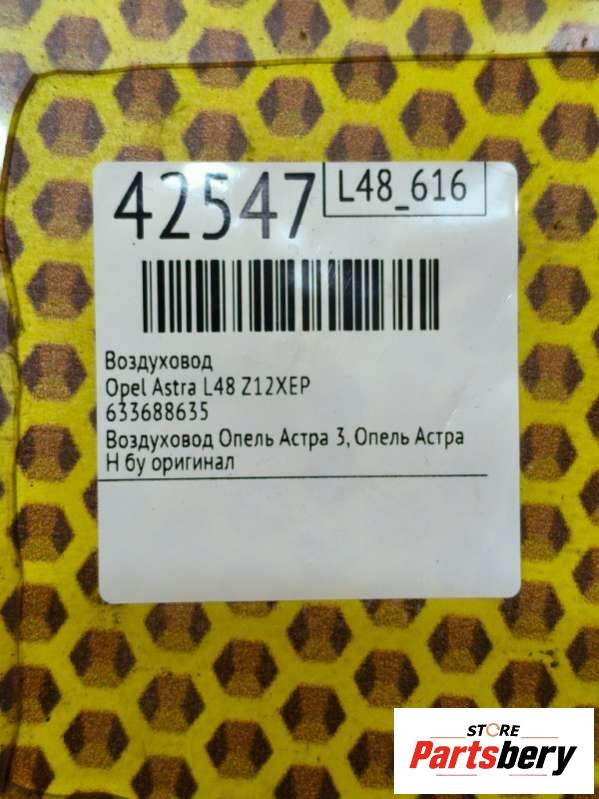 42547
L48_616
Воздуховод
Opel Astra L48 Z12XEP
633688635
Воздуховод Опель Астра 3, Опель Астра
Н бу оригинал
STORE
Partsbery